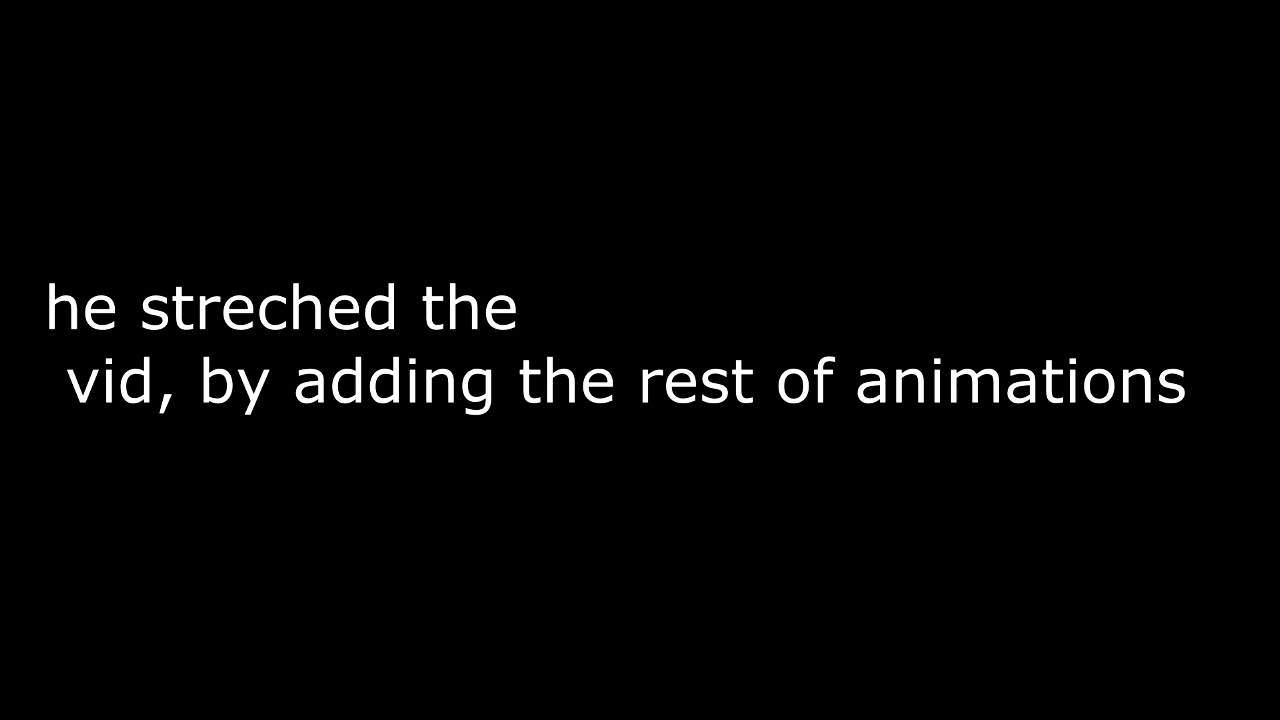 he streched the
vid, by adding the rest of animations